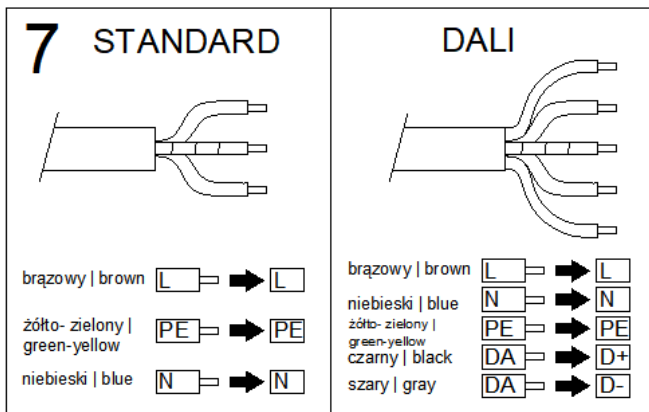 7 STANDARD
brązowy | brown L L
żółto- zielony |
green-yellow PE PE
niebieski | blue N N
DALI
brązowy | brown L L
niebieski | blue N N
żółto- zielony |
green-yellow PE PE
czarny | black DA D+
szary | gray DA D-